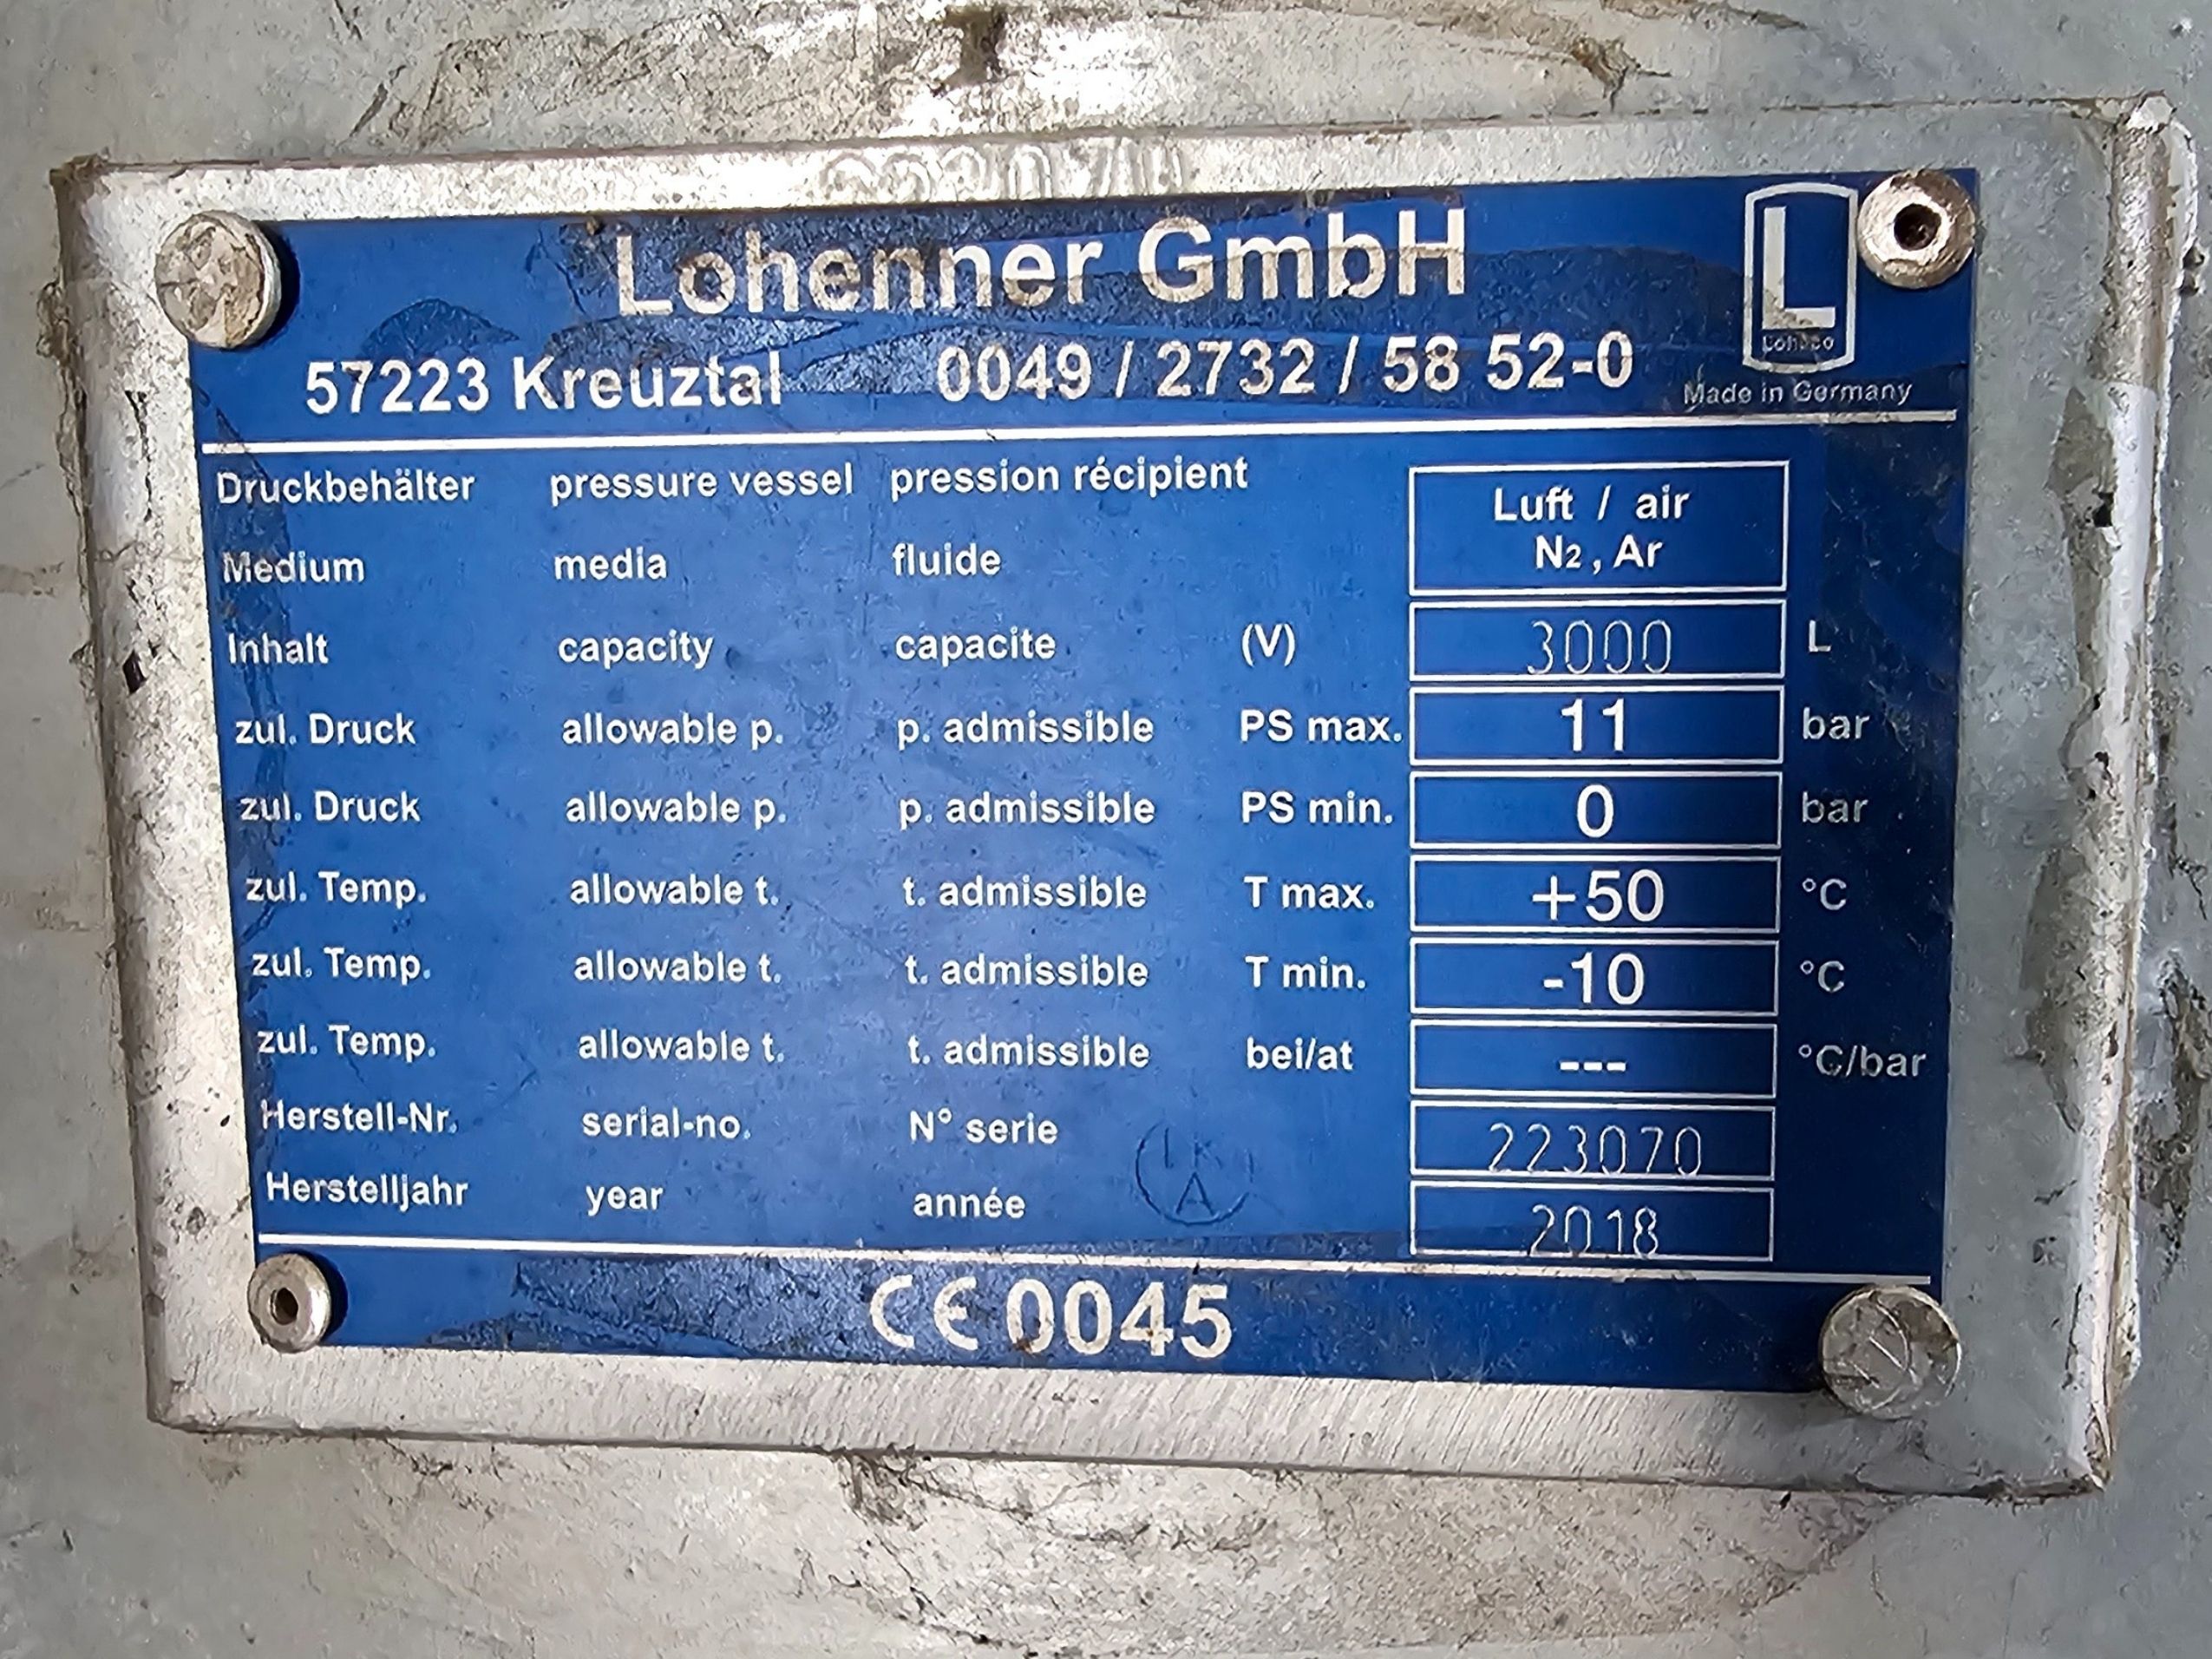 Lohenner GmbH
57223 Kreuztal 0049 / 2732 / 58 52-0
L
Made in Germany
Druckbehälter pressure vessel pression récipient
Luft / air
N2 , Ar
Medium media fluide
Inhalt capacity capacite (V) 3000 L
zul. Druck allowable p. p. admissible PS max. 11 bar
zul. Druck allowable p. p. admissible PS min. 0 bar
zul. Temp. allowable t. t. admissible T max. +50 °C
zul. Temp. allowable t. t. admissible T min. -10 °C
zul. Temp. allowable t. t. admissible bei/at --- °C/bar
Herstell-Nr. serial-no. N° serie 223070
Herstelljahr year année 2018
CE 0045